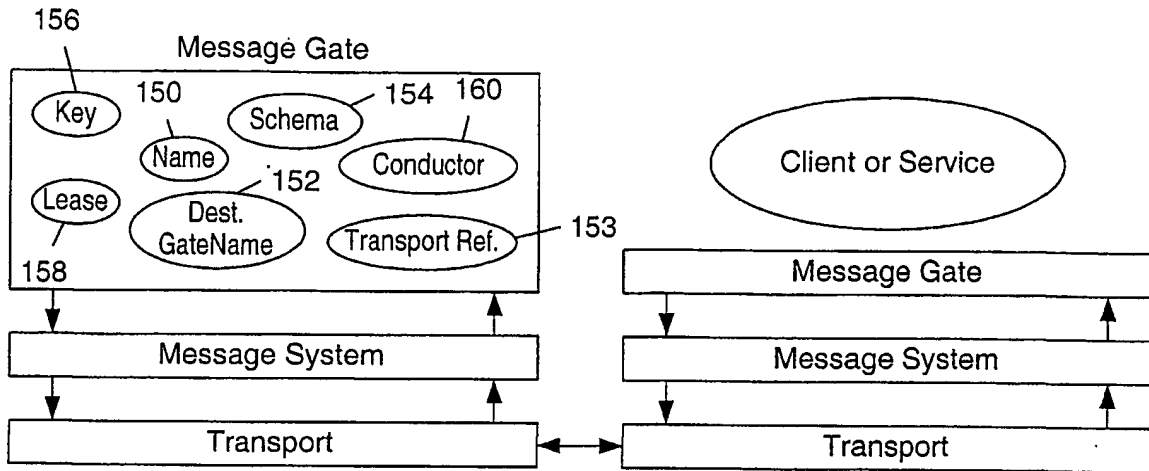 156
Message Gate
150
154
160
Key
Schema
Name
Conductor
Client or Service
152
Lease
Dest.
GateName
Transport Ref.
153
158
Message Gate
Message System
Message System
Transport
Transport